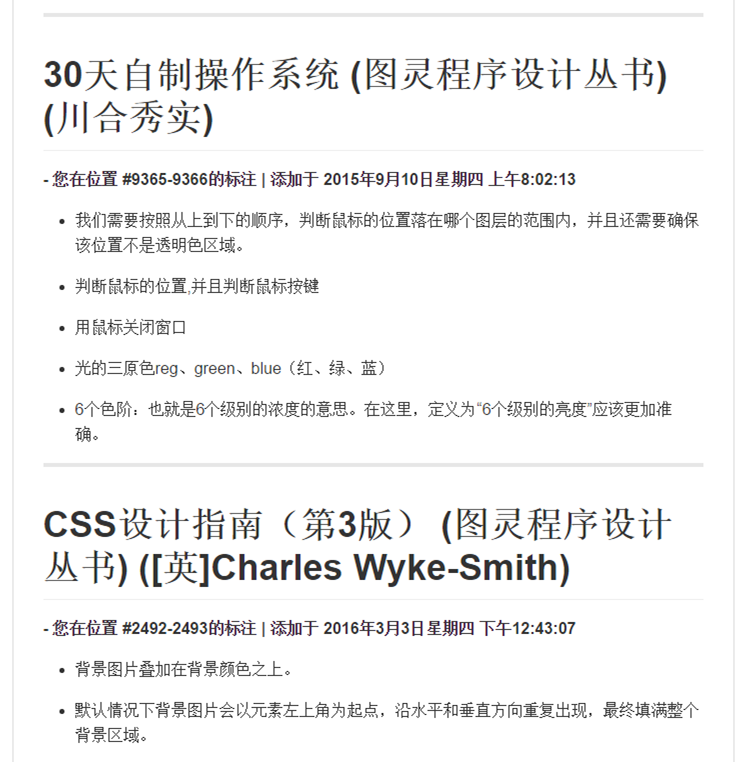 30天自制操作系统 (图灵程序设计丛书)
(川合秀实)
- 您在位置 #9365-9366的标注 | 添加于 2015年9月10日星期四 上午8:02:13
我们需要按照从上到下的顺序，判断鼠标的位置落在哪个图层的范围内，并且还需要确保
该位置不是透明色区域。
判断鼠标的位置,并且判断鼠标按键
用鼠标关闭窗口
光的三原色reg、green、blue（红、绿、蓝）
6个色阶：也就是6个级别的浓度的意思。在这里，定义为“6个级别的亮度”应该更加准
确。
CSS设计指南（第3版） (图灵程序设计
丛书) ([英]Charles Wyke-Smith)
- 您在位置 #2492-2493的标注 | 添加于 2016年3月3日星期四 下午12:43:07
背景图片叠加在背景颜色之上。
默认情况下背景图片会以元素左上角为起点，沿水平和垂直方向重复出现，最终填满整个
背景区域。